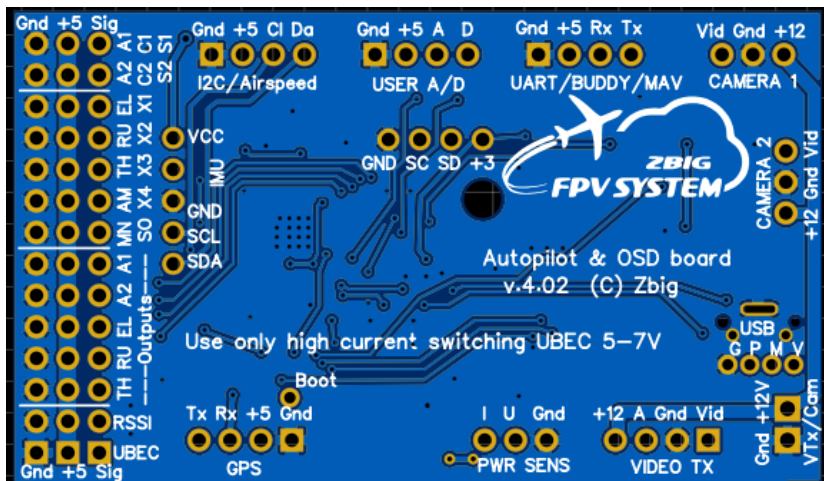 Gnd +5 Sig
A1 C1 S1
A2 C2 S2
EL X1
RU X2
TH X3
AM X4
MN SO
A1
A2
EL
RU
TH
----Outputs----
RSSI
UBEC
Gnd +5 Sig
Gnd +5 Cl Da
I2C/Airspeed
Gnd +5 A D
USER A/D
Gnd +5 Rx Tx
UART/BUDDY/MAV
Vid Gnd +12
CAMERA 1
VCC
IMU
GND
SCL
SDA
GND SC SD +3
ZBIG
FPV SYSTEM
CAMERA 2
+12 Gnd Vid
Autopilot & OSD board
v.4.02 (C) Zbig
Use only high current switching UBEC 5-7V
USB
G P M V
Boot
Tx Rx +5 Gnd
GPS
I U Gnd
PWR SENS
+12 A Gnd Vid
VIDEO TX
Gnd +12V
VTx/Cam